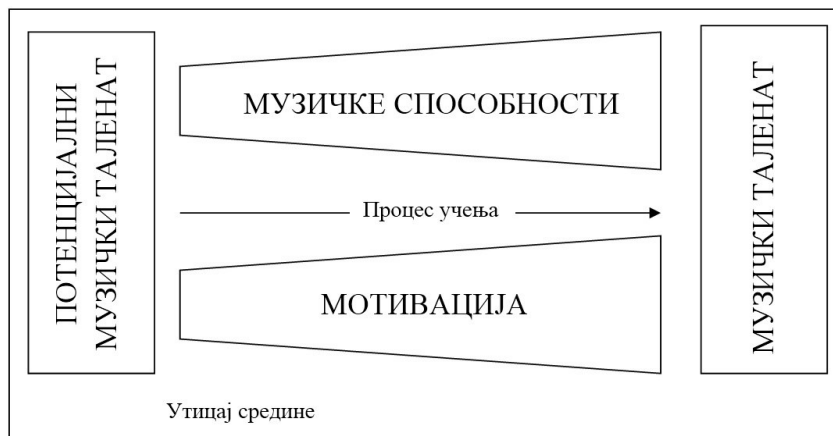 ПОТЕНЦИЈАЛНИ
МУЗИЧКИ ТАЛЕНАТ
МУЗИЧКЕ СПОСОБНОСТИ
Процес учења
МОТИВАЦИЈА
МУЗИЧКИ ТАЛЕНАТ
Утицај средине